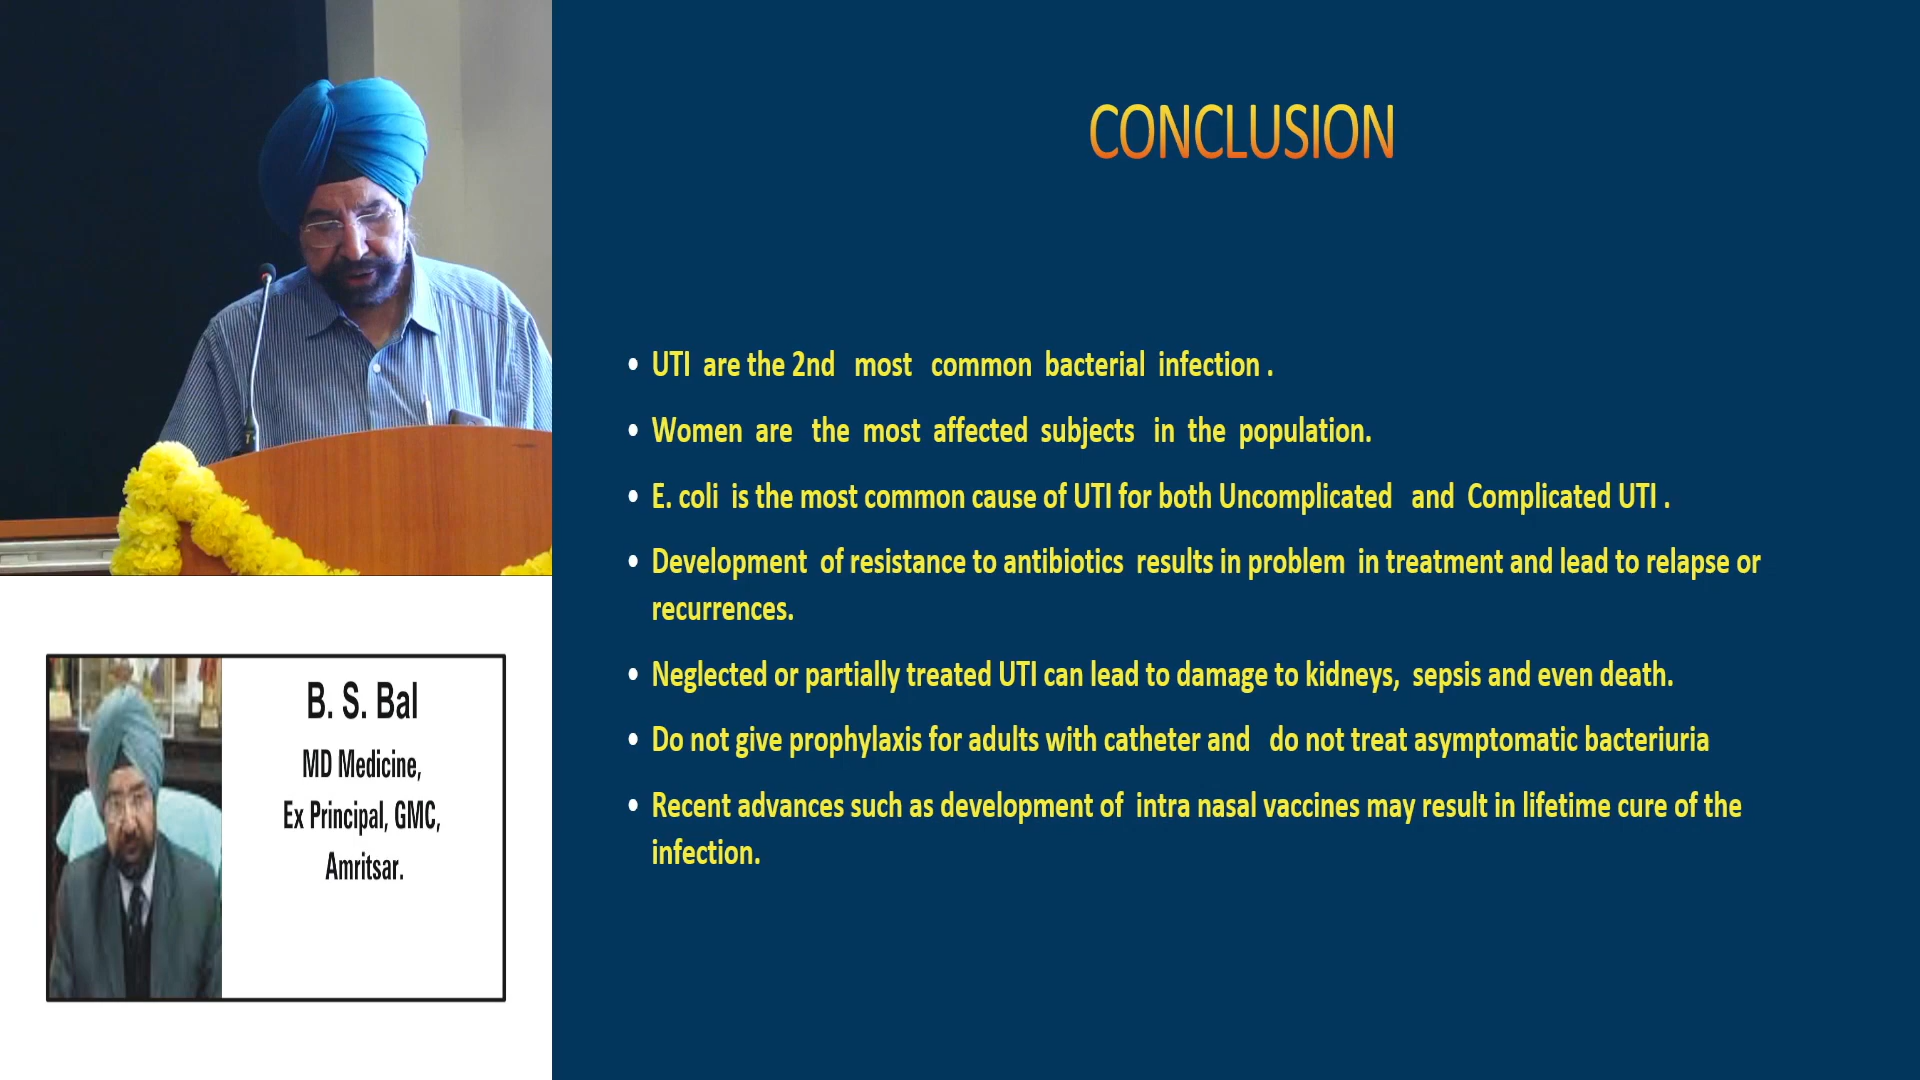 CONCLUSION
• UTI are the 2nd most common bacterial infection .
• Women are the most affected subjects in the population.
• E. coli is the most common cause of UTI for both Uncomplicated and Complicated UTI .
• Development of resistance to antibiotics results in problem in treatment and lead to relapse or
recurrences.
• Neglected or partially treated UTI can lead to damage to kidneys, sepsis and even death.
• Do not give prophylaxis for adults with catheter and do not treat asymptomatic bacteriuria
• Recent advances such as development of intra nasal vaccines may result in lifetime cure of the
infection.
B. S. Bal
MD Medicine,
Ex Principal, GMC,
Amritsar.